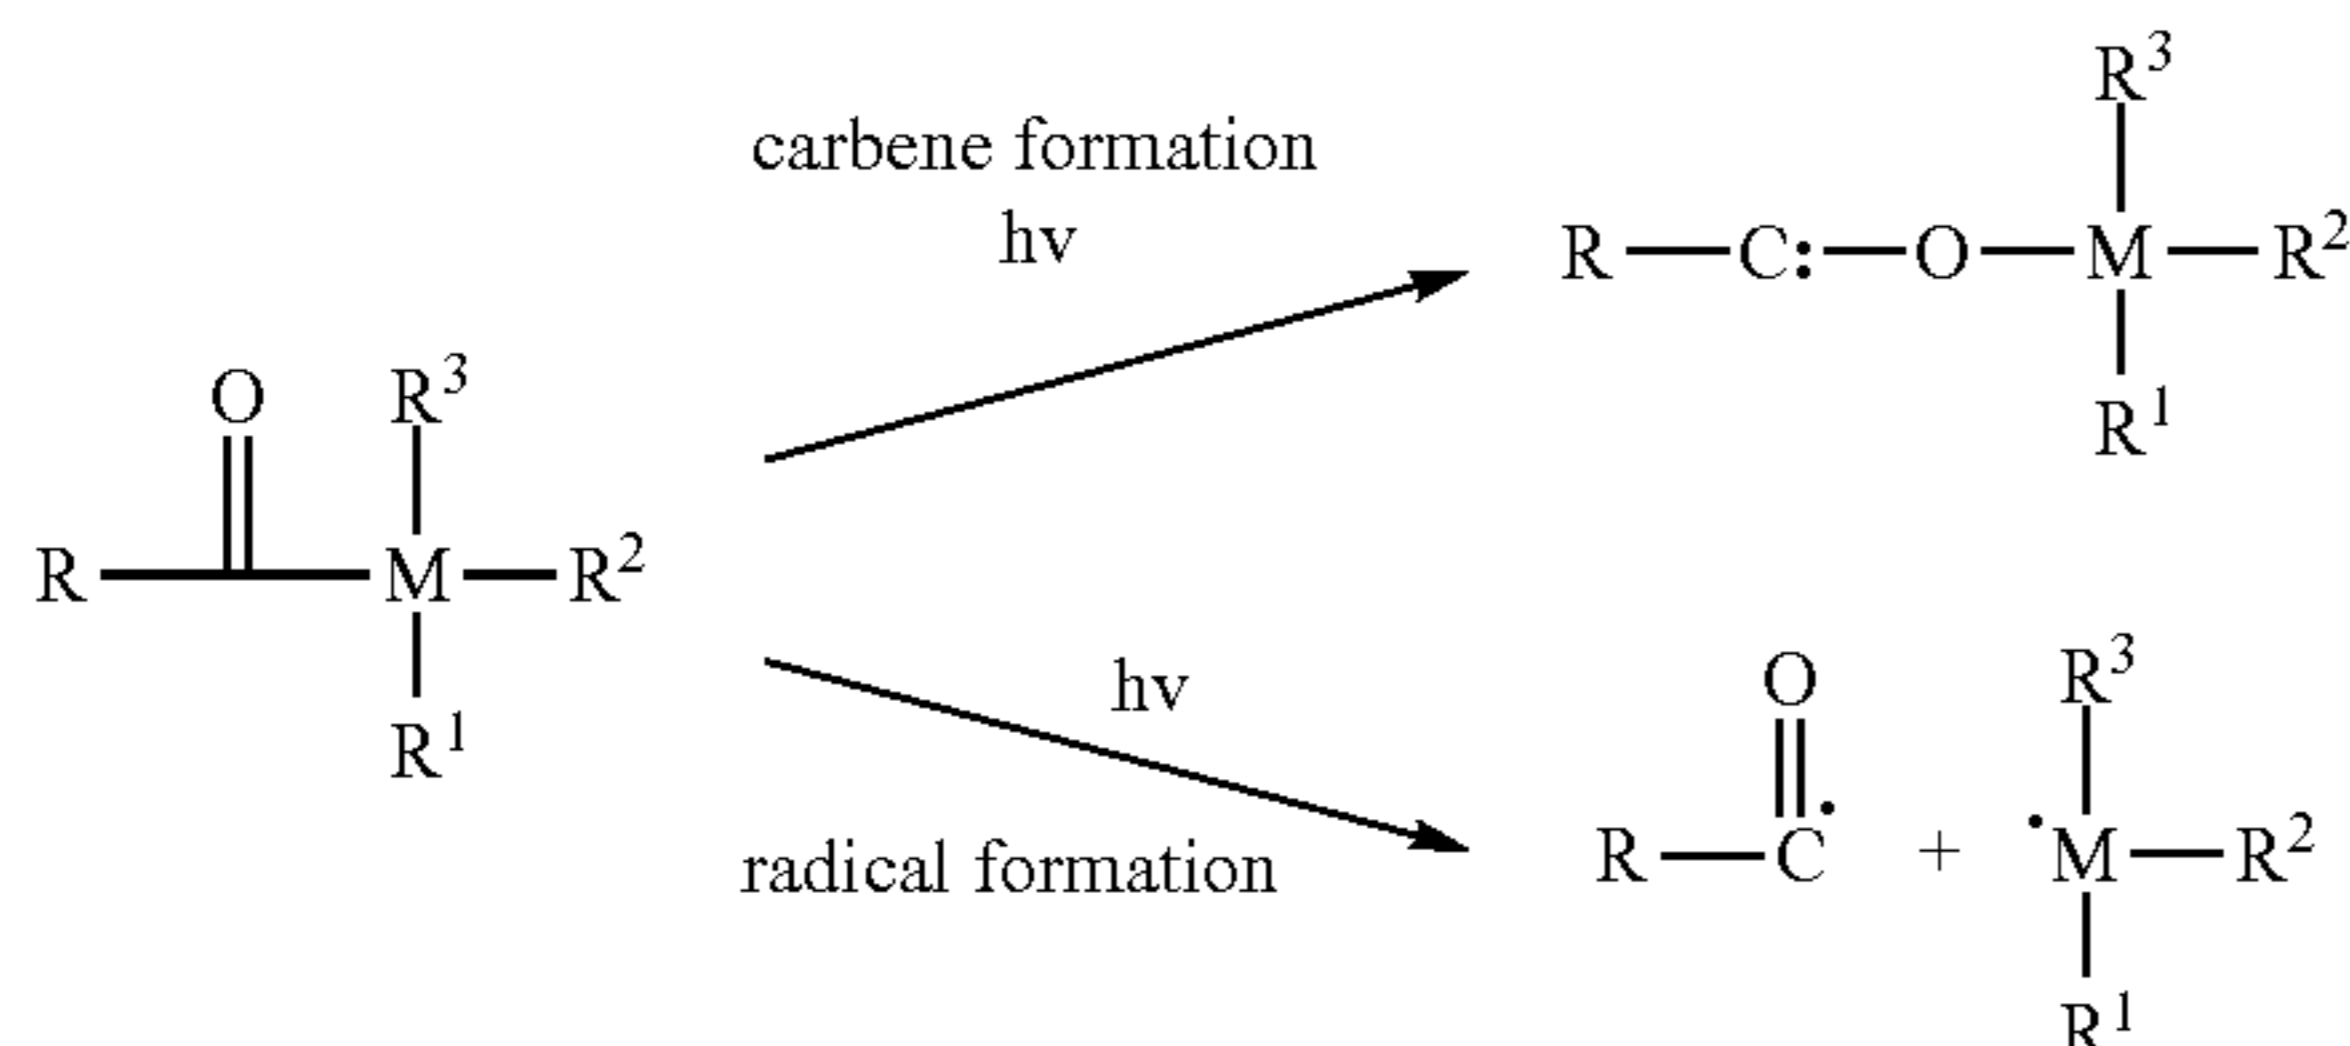 carbene formation
hv
R—C:—O—M—R²
R³
R¹
O
R³
R
M—R²
R¹
hv
radical formation
O
R³
R—C• + •M—R²
R¹